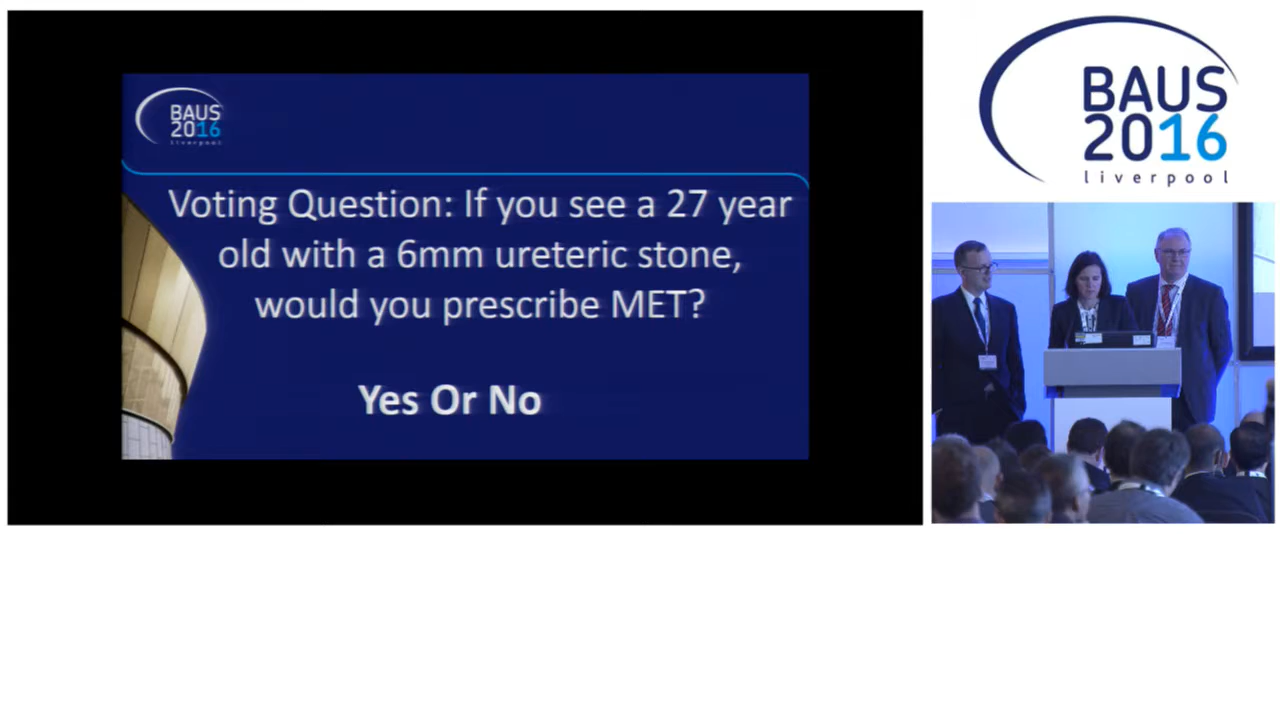 BAUS
2016
liverpool
Voting Question: If you see a 27 year
old with a 6mm ureteric stone,
would you prescribe MET?
Yes Or No
BAUS
2016
liverpool